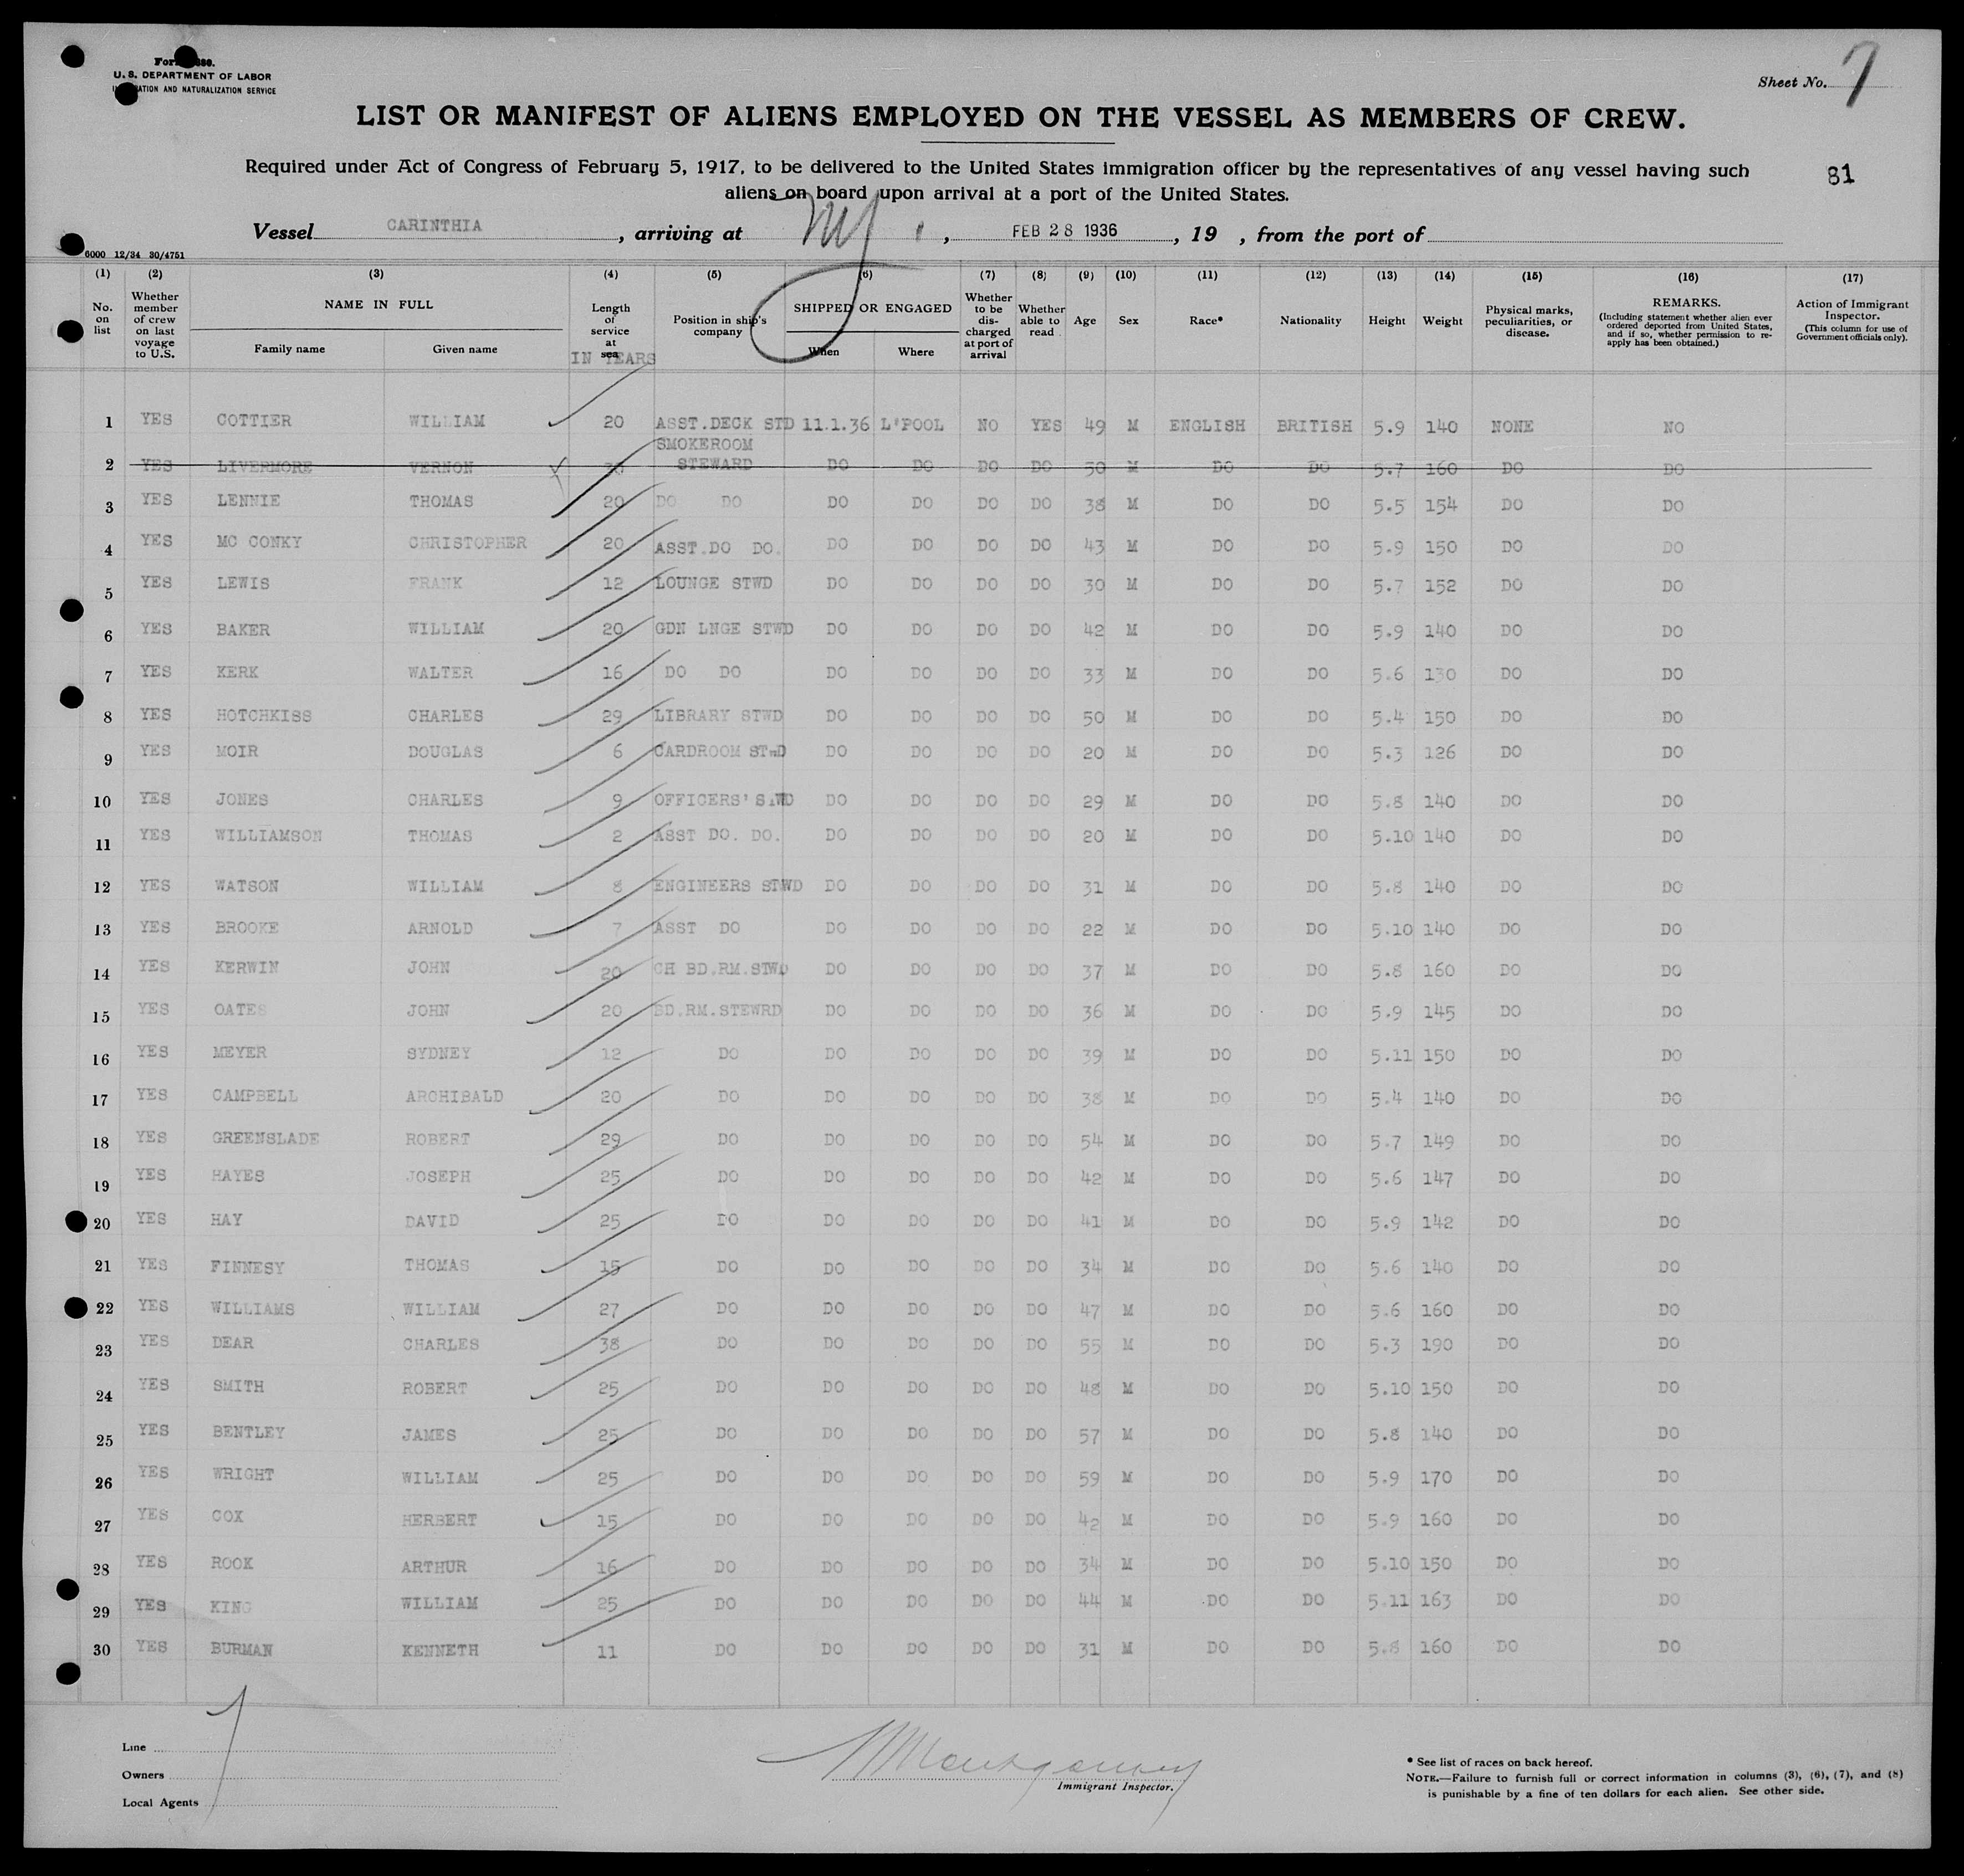 U. S. DEPARTMENT OF LABOR
AND NATURALIZATION SERVICE
Sheet No. 7
LIST OR MANIFEST OF ALIENS EMPLOYED ON THE VESSEL AS MEMBERS OF CREW.
Required under Act of Congress of February 5, 1917, to be delivered to the United States immigration officer by the representatives of any vessel having such
aliens on board upon arrival at a port of the United States.
81
Vessel CARINTHIA, arriving at NY, FEB 28 1936, 19 , from the port of
6000 12/34 30/4751
(1) (2) (3) (4) (5) (6) (7) (8) (9) (10) (11) (12) (13) (14) (15) (16) (17)
No. on list
Whether member of crew on last voyage to U.S.
NAME IN FULL
Family name Given name
Length of service at sea
IN YEARS
Position in ship's company
SHIPPED OR ENGAGED
When Where
Whether to be discharged at port of arrival
Whether able to read
Age
Sex
Race*
Nationality
Height
Weight
Physical marks, peculiarities, or disease.
REMARKS.
(Including statement whether alien ever ordered deported from United States, and if so, whether permission to re-apply has been obtained.)
Action of Immigrant Inspector.
(This column for use of Government officials only).
1 YES COTTIER WILLIAM 20 ASST.DECK STD 11.1.36 L'POOL NO YES 49 M ENGLISH BRITISH 5.9 140 NONE NO
2 YES LIVERMORE VERNON SMOKEROOM STEWARD DO DO DO DO 50 M DO DO 5.7 160 DO DO
3 YES LENNIE THOMAS 20 DO DO DO DO DO DO 38 M DO DO 5.5 154 DO DO
4 YES MC CONKY CHRISTOPHER 20 ASST.DO DO. DO DO DO DO 43 M DO DO 5.9 150 DO DO
5 YES LEWIS FRANK 12 LOUNGE STWD DO DO DO DO 30 M DO DO 5.7 152 DO DO
6 YES BAKER WILLIAM 20 GDN LNGE STWD DO DO DO DO 42 M DO DO 5.9 140 DO DO
7 YES KERK WALTER 16 DO DO DO DO DO DO 33 M DO DO 5.6 130 DO DO
8 YES HOTCHKISS CHARLES 29 LIBRARY STWD DO DO DO DO 50 M DO DO 5.4 150 DO DO
9 YES MOIR DOUGLAS 6 CARDROOM STWD DO DO DO DO 20 M DO DO 5.3 126 DO DO
10 YES JONES CHARLES 9 OFFICERS' STWD DO DO DO DO 29 M DO DO 5.8 140 DO DO
11 YES WILLIAMSON THOMAS 2 ASST DO. DO. DO DO DO DO 20 M DO DO 5.10 140 DO DO
12 YES WATSON WILLIAM 8 ENGINEERS STWD DO DO DO DO 31 M DO DO 5.8 140 DO DO
13 YES BROOKE ARNOLD 7 ASST DO DO DO DO DO 22 M DO DO 5.10 140 DO DO
14 YES KERWIN JOHN 20 CH BD.RM.STWD DO DO DO DO 37 M DO DO 5.8 160 DO DO
15 YES OATES JOHN 20 BD.RM.STEWRD DO DO DO DO 36 M DO DO 5.9 145 DO DO
16 YES MEYER SYDNEY 12 DO DO DO DO DO 39 M DO DO 5.11 150 DO DO
17 YES CAMPBELL ARCHIBALD 20 DO DO DO DO DO 38 M DO DO 5.4 140 DO DO
18 YES GREENSLADE ROBERT 29 DO DO DO DO DO 54 M DO DO 5.7 149 DO DO
19 YES HAYES JOSEPH 25 DO DO DO DO DO 42 M DO DO 5.6 147 DO DO
20 YES HAY DAVID 25 DO DO DO DO DO 41 M DO DO 5.9 142 DO DO
21 YES FINNESY THOMAS 15 DO DO DO DO DO 34 M DO DO 5.6 140 DO DO
22 YES WILLIAMS WILLIAM 27 DO DO DO DO DO 47 M DO DO 5.6 160 DO DO
23 YES DEAR CHARLES 38 DO DO DO DO DO 55 M DO DO 5.3 190 DO DO
24 YES SMITH ROBERT 25 DO DO DO DO DO 48 M DO DO 5.10 150 DO DO
25 YES BENTLEY JAMES 25 DO DO DO DO DO 57 M DO DO 5.8 140 DO DO
26 YES WRIGHT WILLIAM 25 DO DO DO DO DO 59 M DO DO 5.9 170 DO DO
27 YES COX HERBERT 15 DO DO DO DO DO 42 M DO DO 5.9 160 DO DO
28 YES ROOK ARTHUR 16 DO DO DO DO DO 34 M DO DO 5.10 150 DO DO
29 YES KING WILLIAM 25 DO DO DO DO DO 44 M DO DO 5.11 163 DO DO
30 YES BURMAN KENNETH 11 DO DO DO DO DO 31 M DO DO 5.8 160 DO DO
Line
Owners
Local Agents
Montgomery
Immigrant Inspector.
* See list of races on back hereof.
NOTE.—Failure to furnish full or correct information in columns (3), (6), (7), and (8)
is punishable by a fine of ten dollars for each alien. See other side.